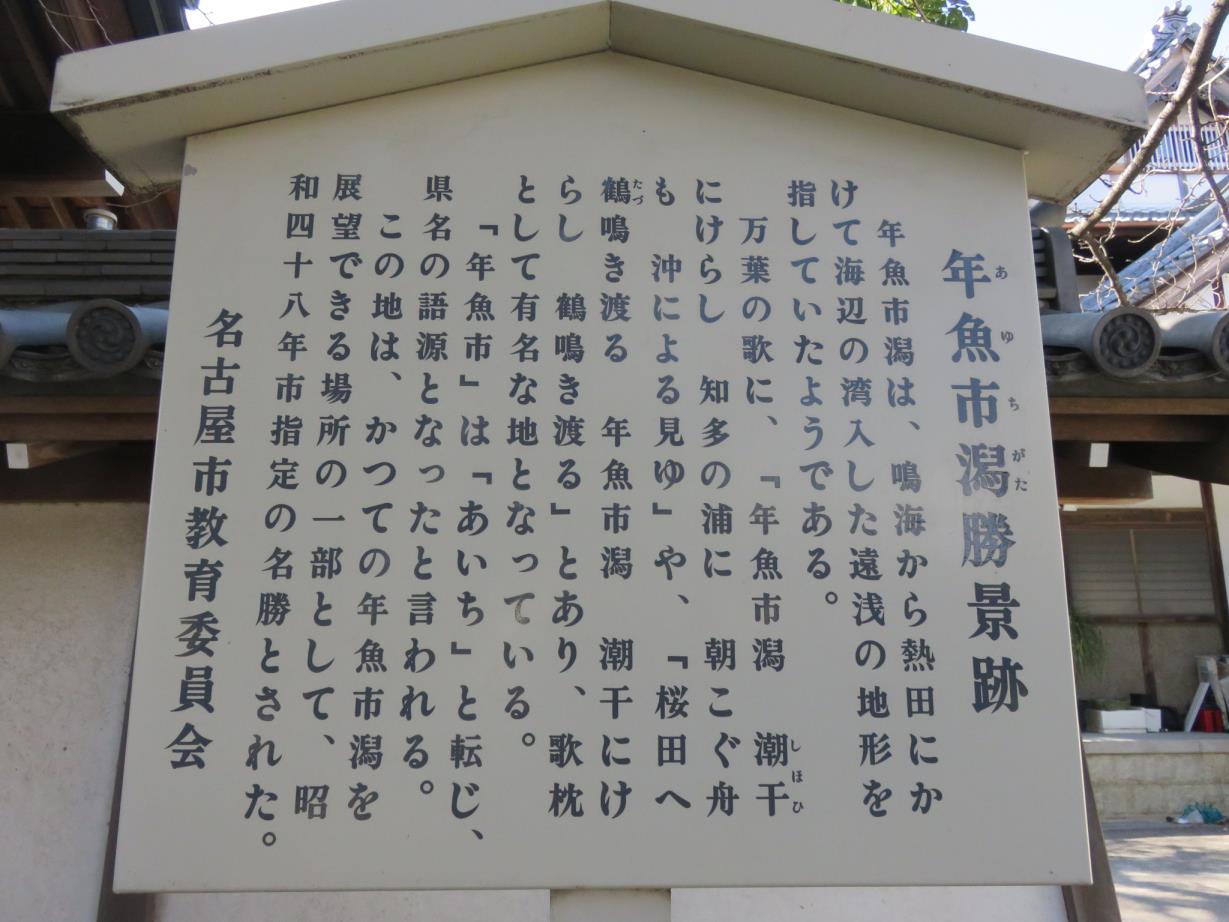 年魚市潟勝景跡
あゆちがた
年魚市潟は、鳴海から熱田にか
けて海辺の湾入した遠浅の地形を
指していたようである。
万葉の歌に、「年魚市潟　潮干
しほひ
にけらし　知多の浦に　朝こぐ舟
も　沖による見ゆ」や、「桜田へ
鶴鳴き渡る　年魚市潟　潮干にけ
たづ
らし　鶴鳴き渡る」とあり、歌枕
として有名な地となっている。
「年魚市」は「あいち」と転じ、
県名の語源となったと言われる。
この地は、かつての年魚市潟を
展望できる場所の一部として、昭
和四十八年市指定の名勝とされた。
名古屋市教育委員会